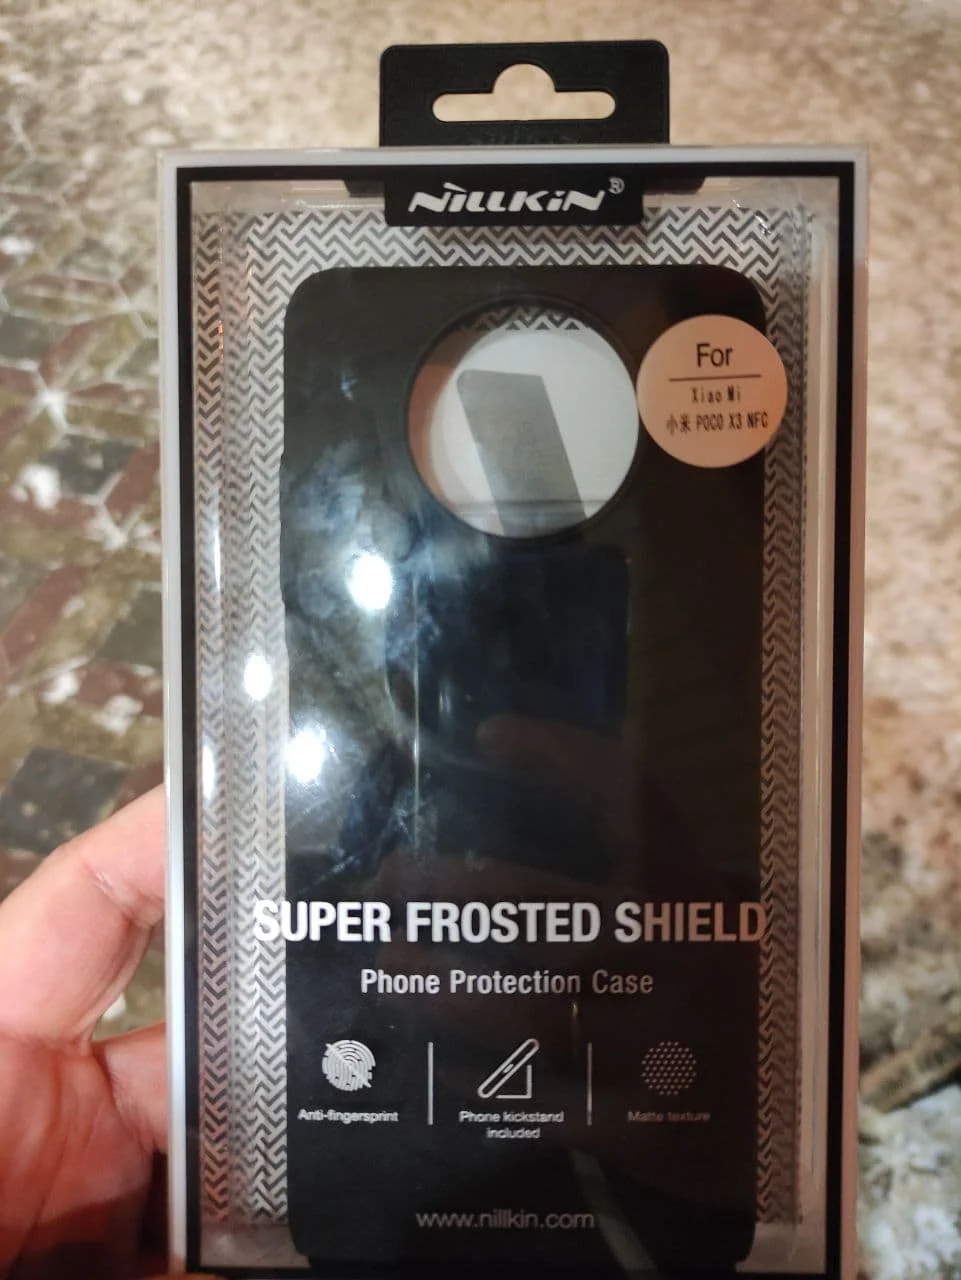 NILLKIN®
For
Xiao Mi
小米 POCO X3 NFC
SUPER FROSTED SHIELD
Phone Protection Case
Anti-fingersprint
Phone kickstand
included
Matte texture
www.nillkin.com